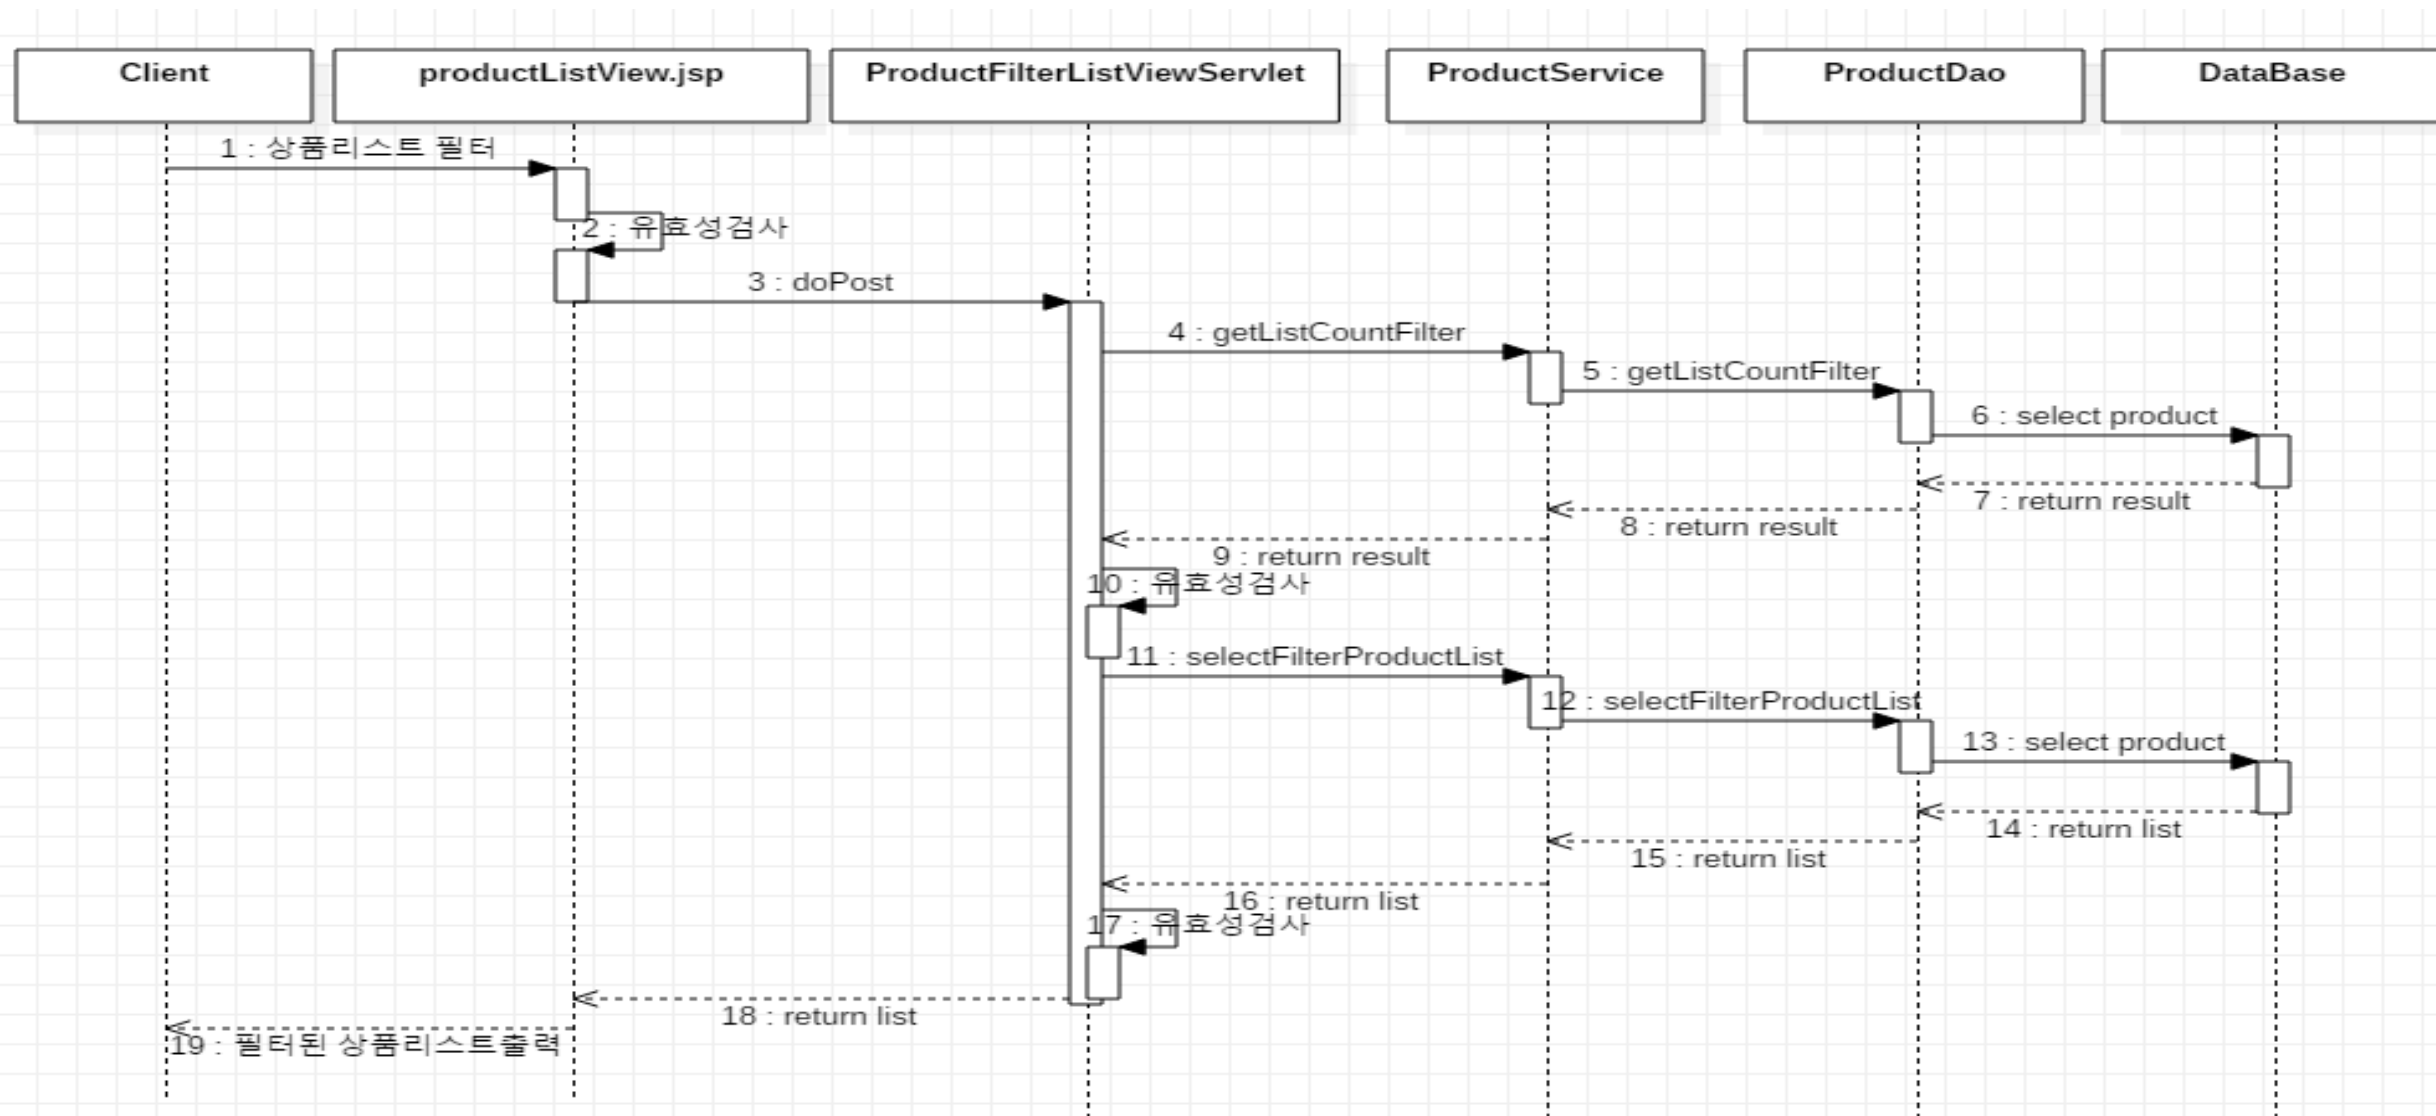 Client
productListView.jsp
ProductFilterListViewServlet
ProductService
ProductDao
DataBase
1 : 상품리스트 필터
2 : 유효성검사
3 : doPost
4 : getListCountFilter
5 : getListCountFilter
6 : select product
7 : return result
8 : return result
9 : return result
10 : 유효성검사
11 : selectFilterProductList
12 : selectFilterProductList
13 : select product
14 : return list
15 : return list
16 : return list
17 : 유효성검사
18 : return list
19 : 필터된 상품리스트출력